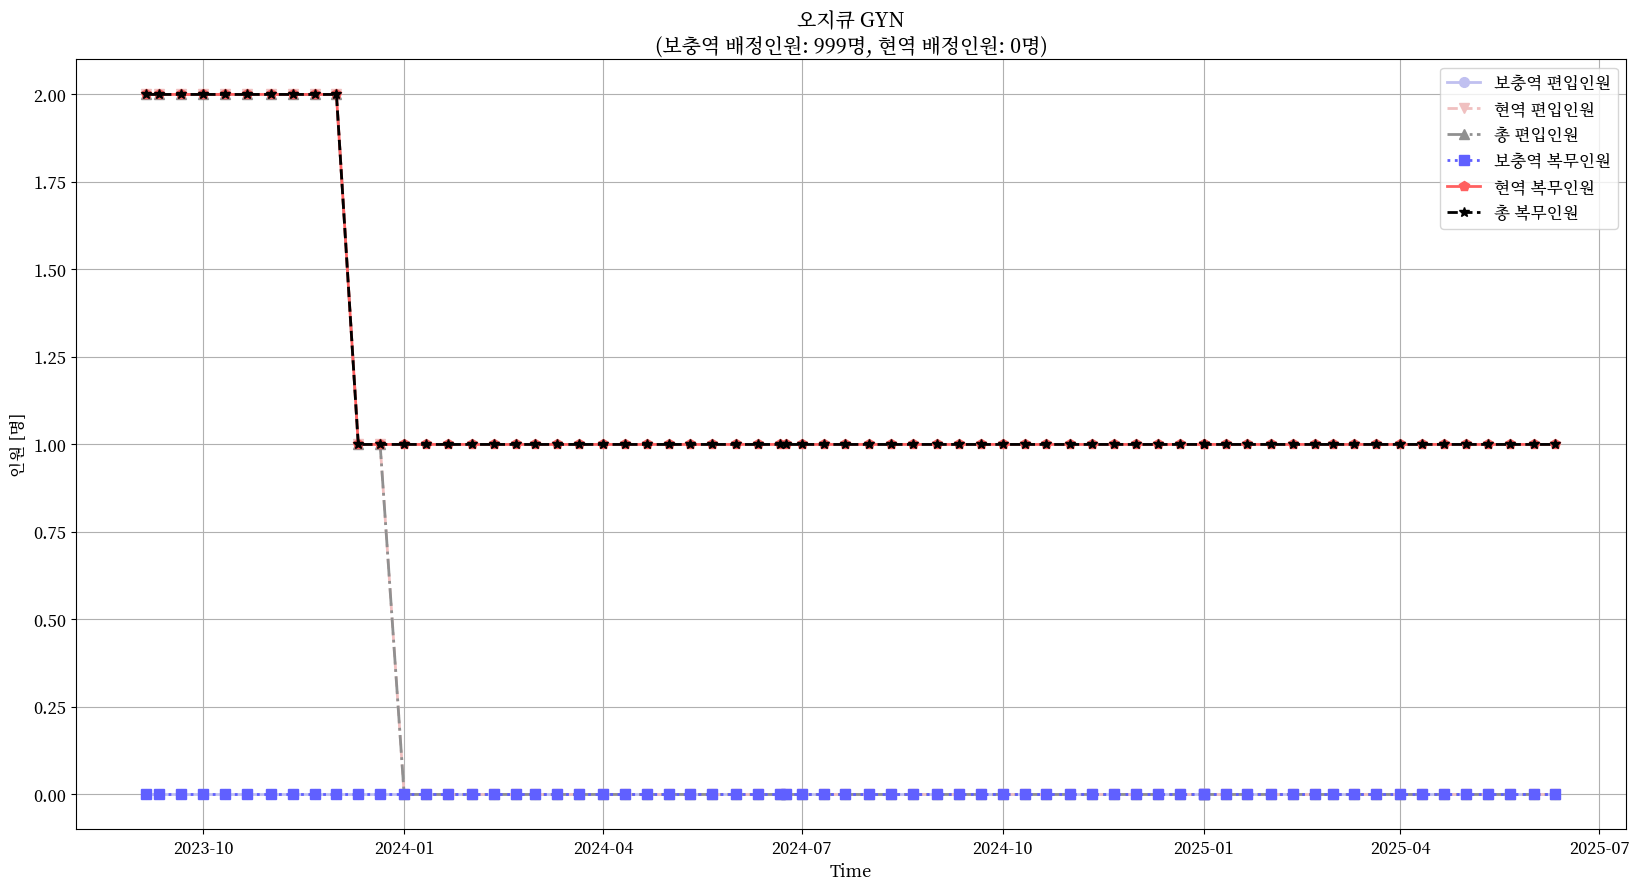 오지큐 GYN
(보충역 배정인원: 999명, 현역 배정인원: 0명)
보충역 편입인원
현역 편입인원
총 편입인원
보충역 복무인원
현역 복무인원
총 복무인원
인원 [명]
2.00
1.75
1.50
1.25
1.00
0.75
0.50
0.25
0.00
2023-10
2024-01
2024-04
2024-07
2024-10
2025-01
2025-04
2025-07
Time